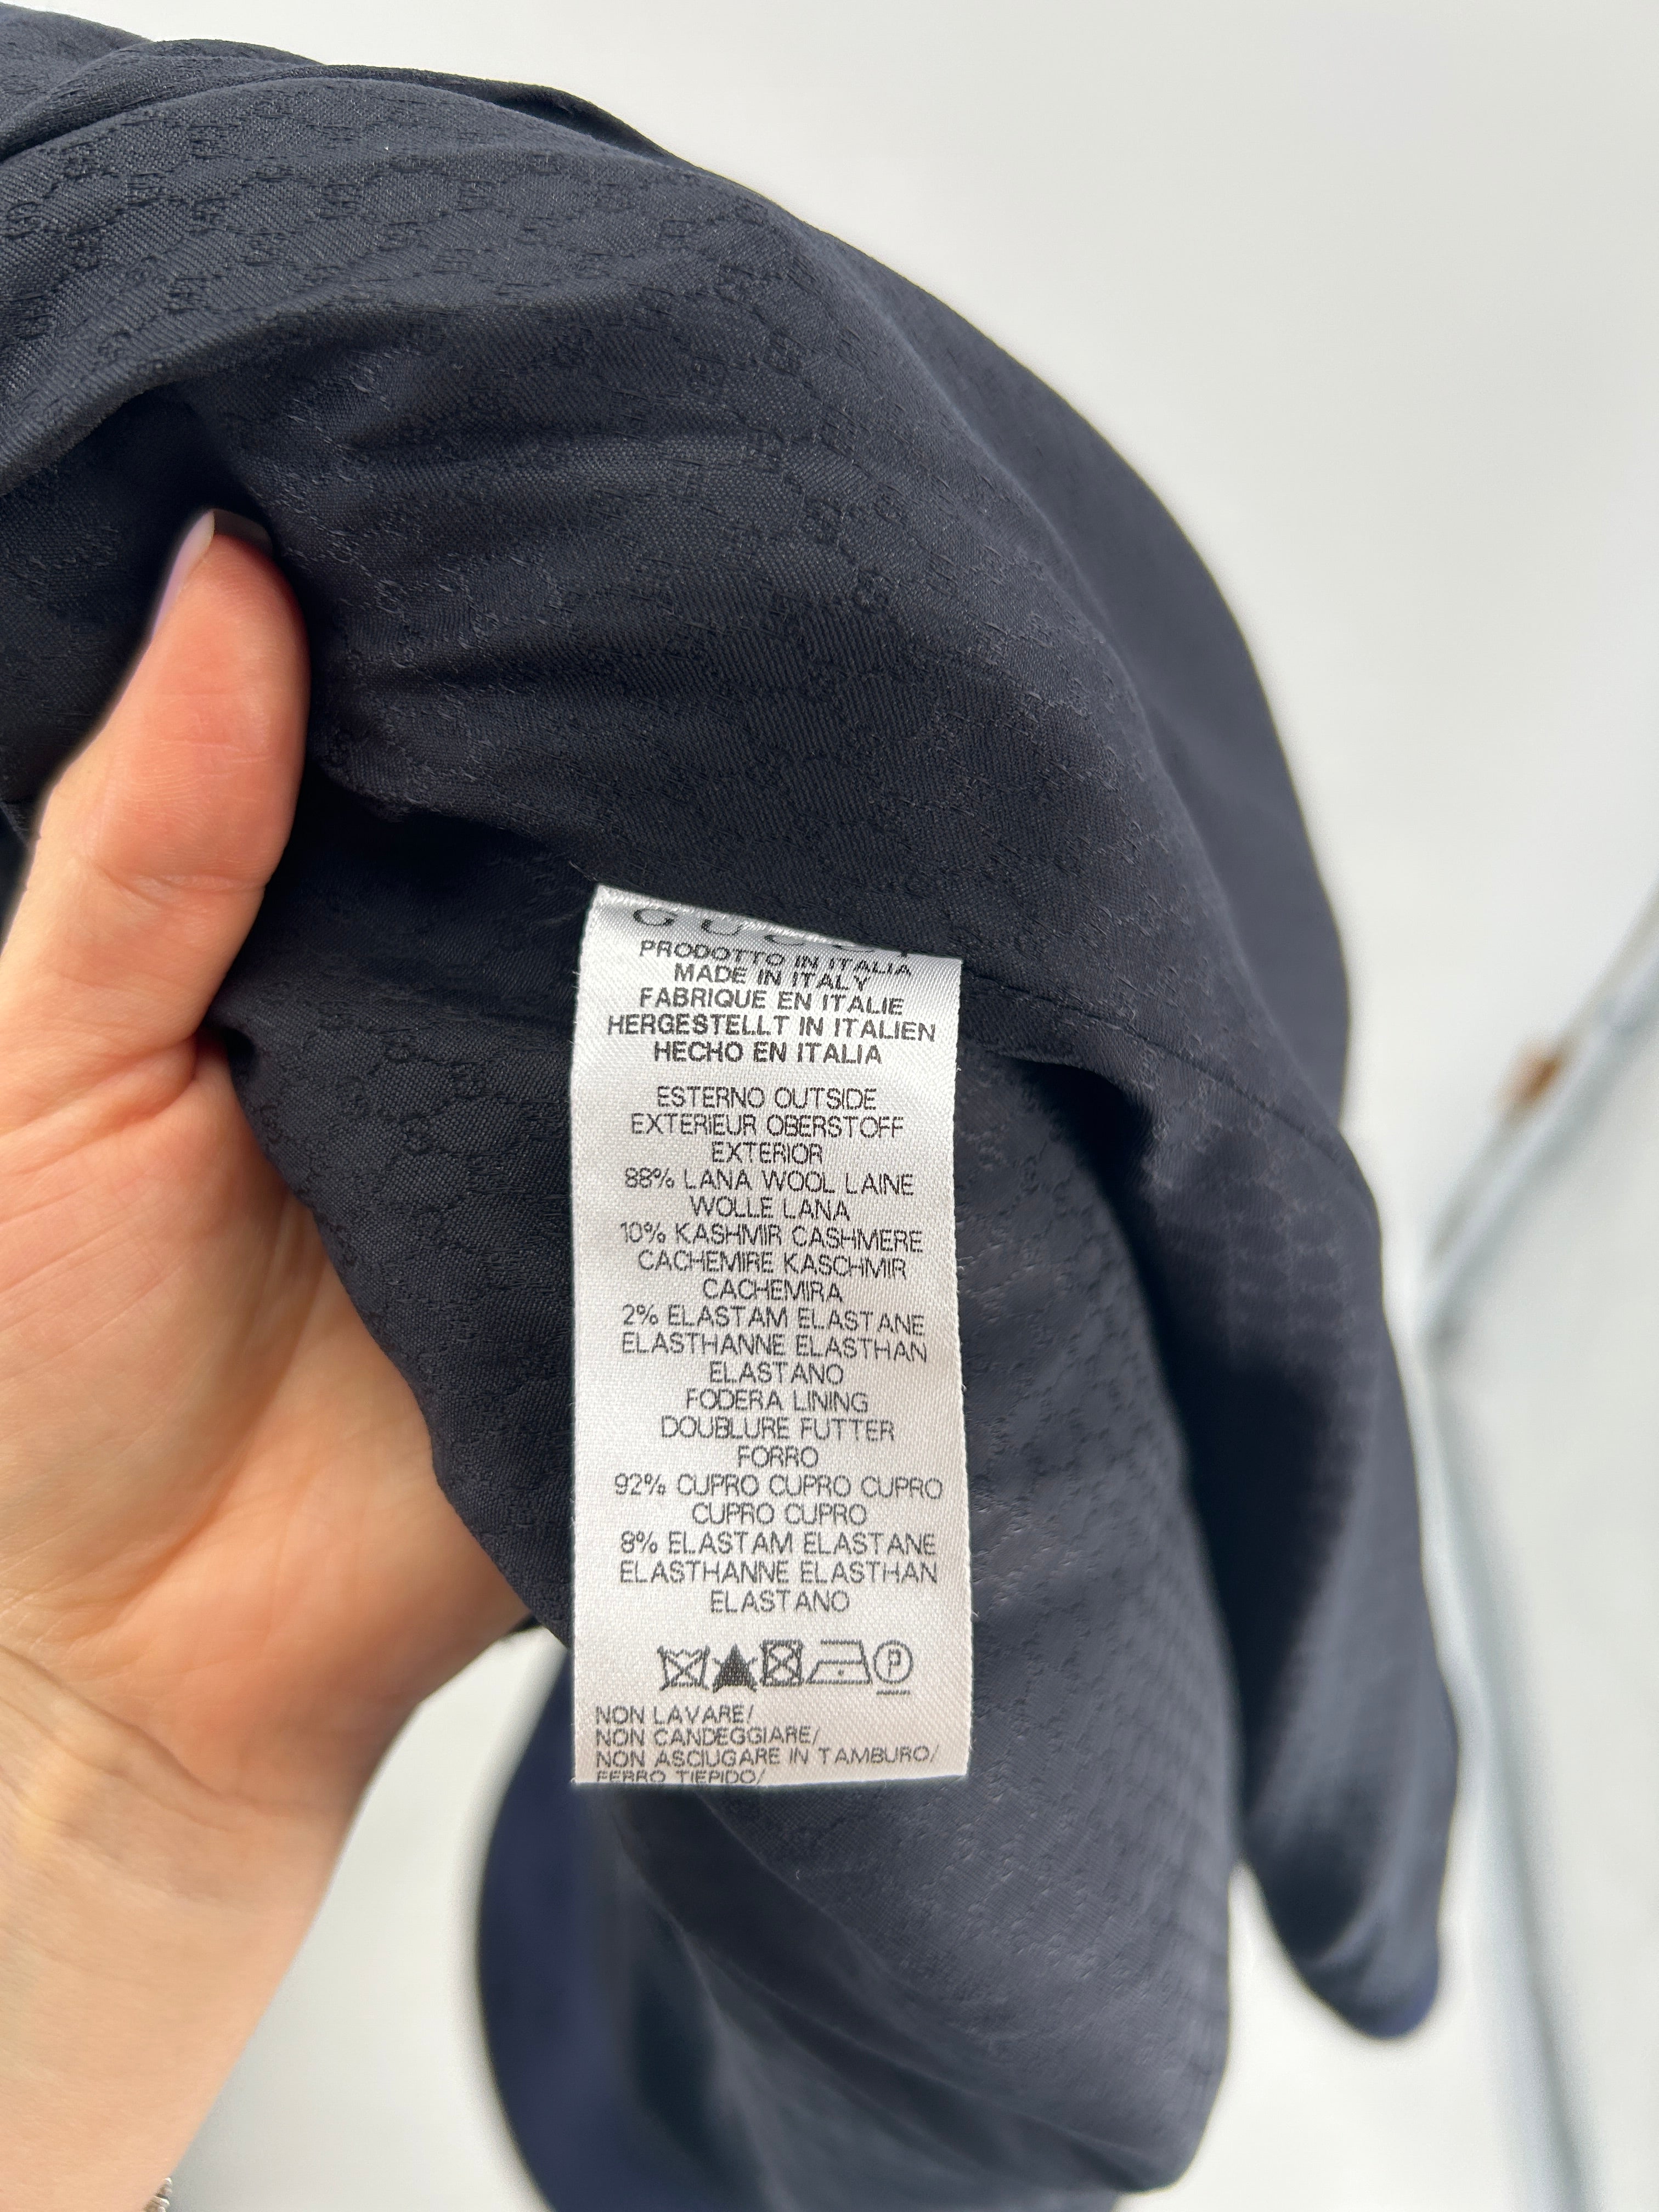 GUCCI
PRODOTTO IN ITALIA
MADE IN ITALY
FABRIQUE EN ITALIE
HERGESTELLT IN ITALIEN
HECHO EN ITALIA
ESTERNO OUTSIDE
EXTERIEUR OBERSTOFF
EXTERIOR
88% LANA WOOL LAINE
WOLLE LANA
10% KASHMIR CASHMERE
CACHEMIRE KASCHMIR
CACHEMIRA
2% ELASTAM ELASTANE
ELASTHANNE ELASTHAN
ELASTANO
FODERA LINING
DOUBLURE FUTTER
FORRO
92% CUPRO CUPRO CUPRO
CUPRO CUPRO
8% ELASTAM ELASTANE
ELASTHANNE ELASTHAN
ELASTANO
P
NON LAVARE/
NON CANDEGGIARE/
NON ASCIUGARE IN TAMBURO/
FERRO TIEPIDO/